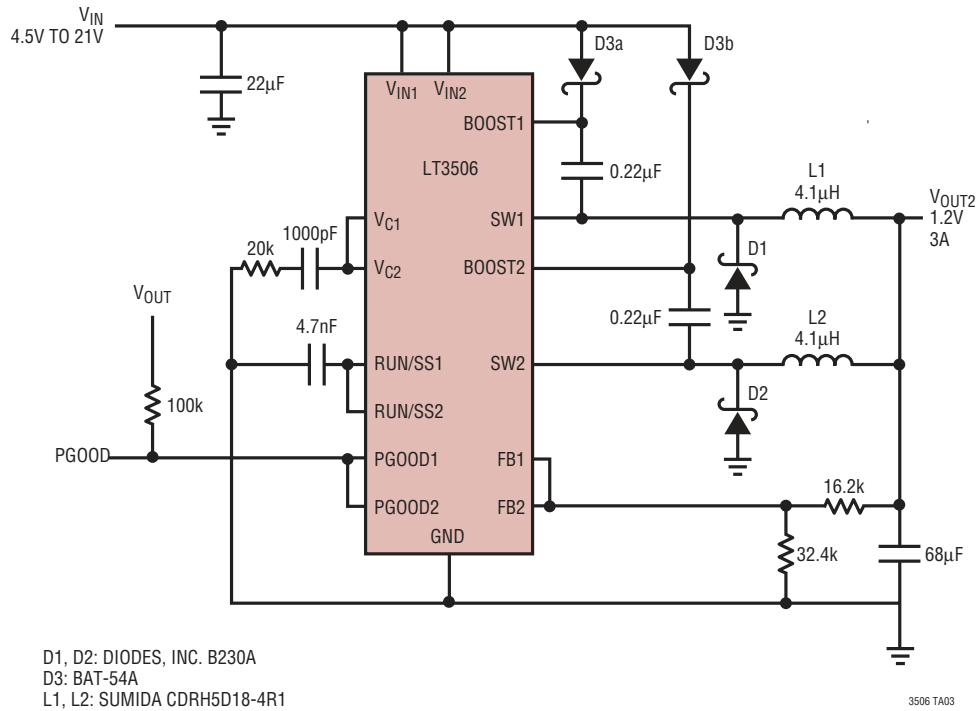 VIN
4.5V TO 21V
22µF
D3a
D3b
VIN1
VIN2
BOOST1
LT3506
0.22µF
L1
4.1µH
VOUT2
1.2V
3A
VC1
SW1
1000pF
20k
D1
VC2
BOOST2
VOUT
4.7nF
0.22µF
L2
4.1µH
RUN/SS1
SW2
D2
100k
RUN/SS2
PGOOD
PGOOD1
FB1
16.2k
PGOOD2
FB2
GND
32.4k
68µF
D1, D2: DIODES, INC. B230A
D3: BAT-54A
L1, L2: SUMIDA CDRH5D18-4R1
3506 TA03